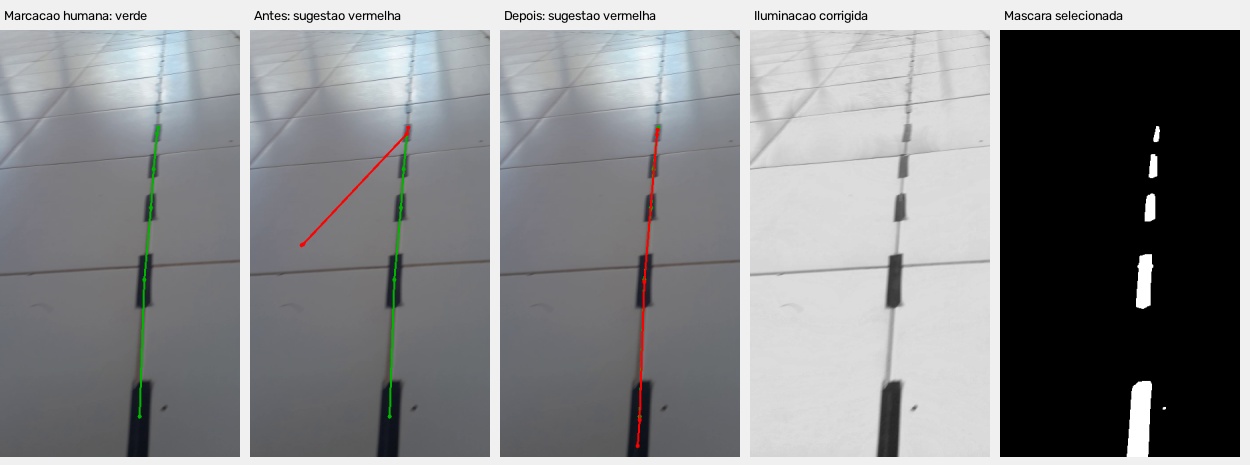 Marcacao humana: verde
Antes: sugestao vermelha
Depois: sugestao vermelha
Iluminacao corrigida
Mascara selecionada